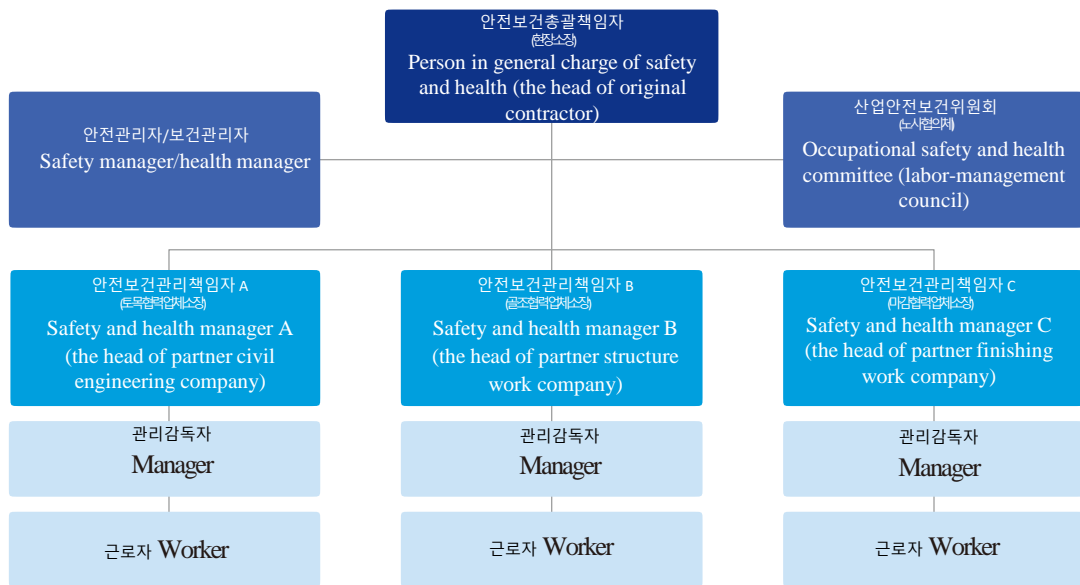 안전보건총괄책임자
(현장소장)
Person in general charge of safety
and health (the head of original
contractor)
안전관리자/보건관리자
Safety manager/health manager
산업안전보건위원회
(노사협의체)
Occupational safety and health
committee (labor-management
council)
안전보건관리책임자 A
(토목협력업체소장)
Safety and health manager A
(the head of partner civil
engineering company)
안전보건관리책임자 B
(골조협력업체소장)
Safety and health manager B
(the head of partner structure
work company)
안전보건관리책임자 C
(마감협력업체소장)
Safety and health manager C
(the head of partner finishing
work company)
관리감독자
Manager
관리감독자
Manager
관리감독자
Manager
근로자 Worker
근로자 Worker
근로자 Worker